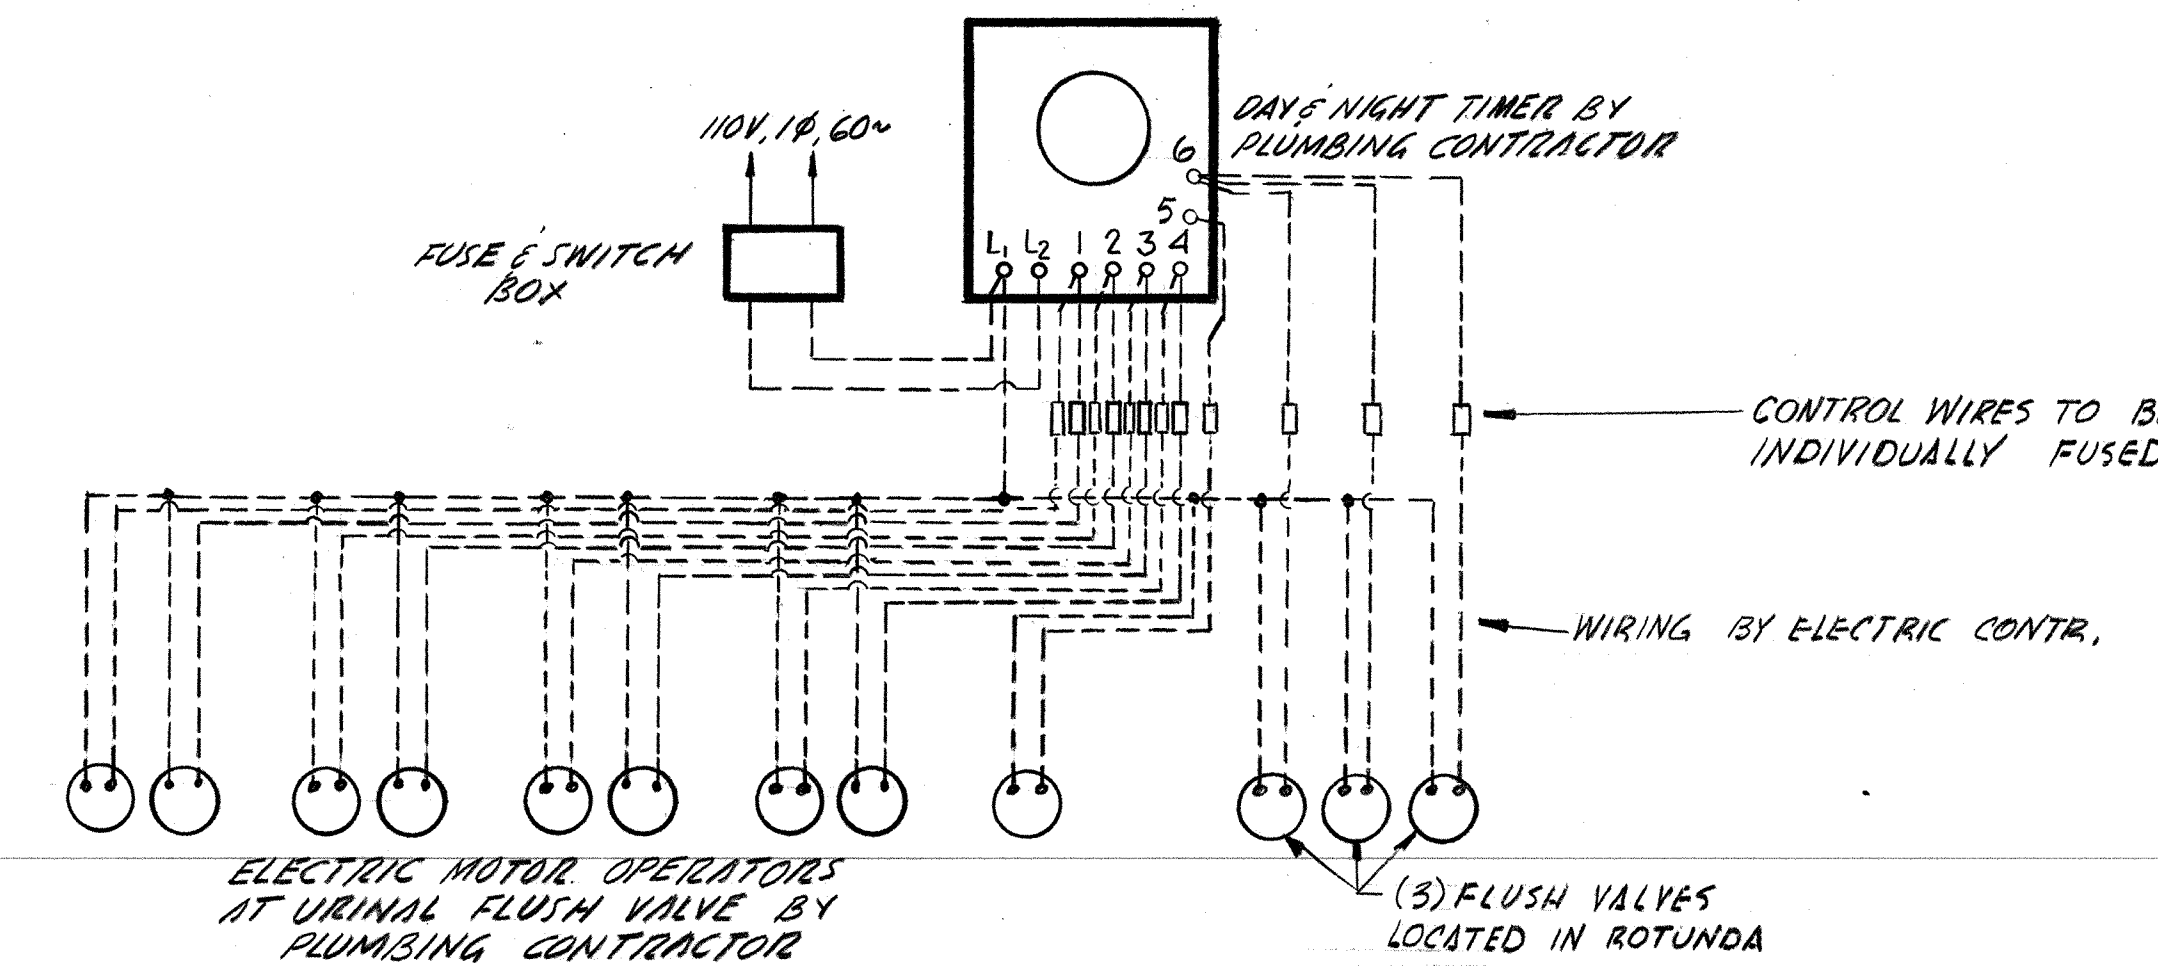 110V, 1Ø, 60~
DAY & NIGHT TIMER BY
PLUMBING CONTRACTOR
6
5
FUSE & SWITCH
BOX
L1 L2 1 2 3 4
CONTROL WIRES TO
INDIVIDUALLY FUSED
WIRING BY ELECTRIC CONTR.
ELECTRIC MOTOR OPERATORS
AT URINAL FLUSH VALVE BY
PLUMBING CONTRACTOR
(3) FLUSH VALVES
LOCATED IN ROTUNDA